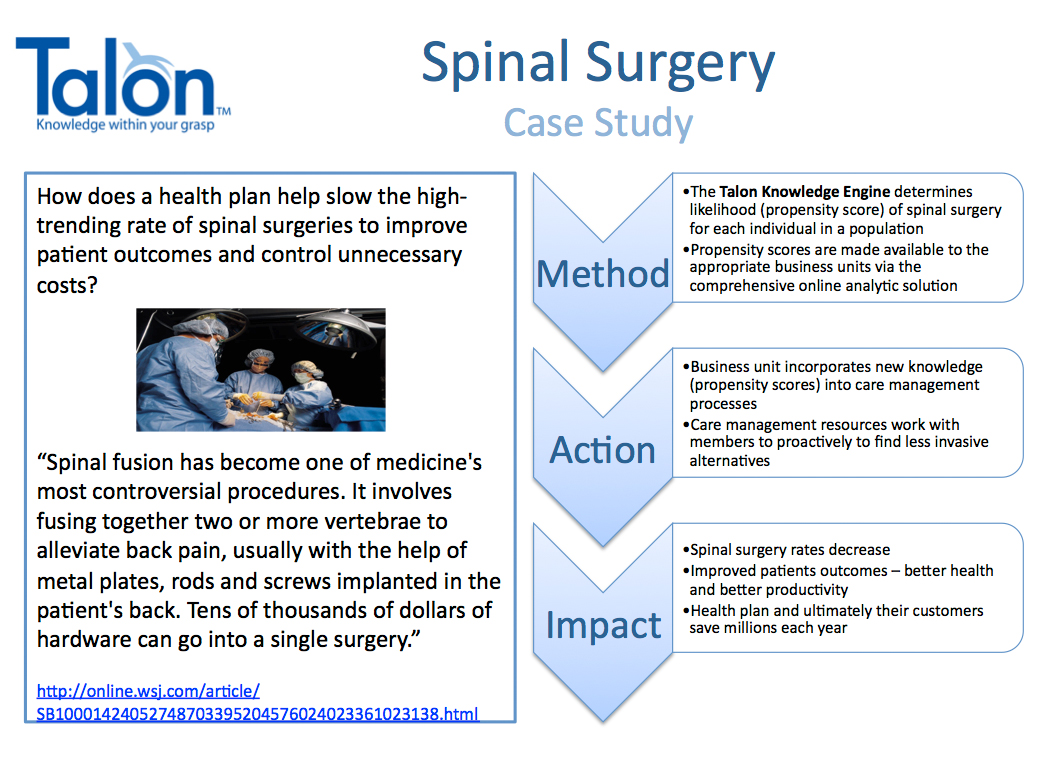 Talon TM
Knowledge within your grasp
Spinal Surgery
Case Study
How does a health plan help slow the high-
trending rate of spinal surgeries to improve
patient outcomes and control unnecessary
costs?
“Spinal fusion has become one of medicine's
most controversial procedures. It involves
fusing together two or more vertebrae to
alleviate back pain, usually with the help of
metal plates, rods and screws implanted in the
patient's back. Tens of thousands of dollars of
hardware can go into a single surgery.”
http://online.wsj.com/article/
SB10001424052748703395204576024023361023138.html
Method
•The Talon Knowledge Engine determines
likelihood (propensity score) of spinal surgery
for each individual in a population
•Propensity scores are made available to the
appropriate business units via the
comprehensive online analytic solution
Action
•Business unit incorporates new knowledge
(propensity scores) into care management
processes
•Care management resources work with
members to proactively to find less invasive
alternatives
Impact
•Spinal surgery rates decrease
•Improved patients outcomes – better health
and better productivity
•Health plan and ultimately their customers
save millions each year